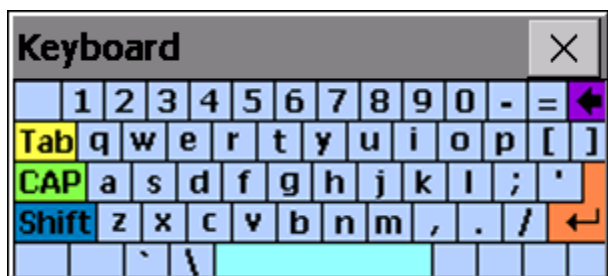 Keyboard
1 2 3 4 5 6 7 8 9 0 - =
Tab q w e r t y u i o p [ ]
CAP a s d f g h j k l ; '
Shift z x c v b n m , . /
` \